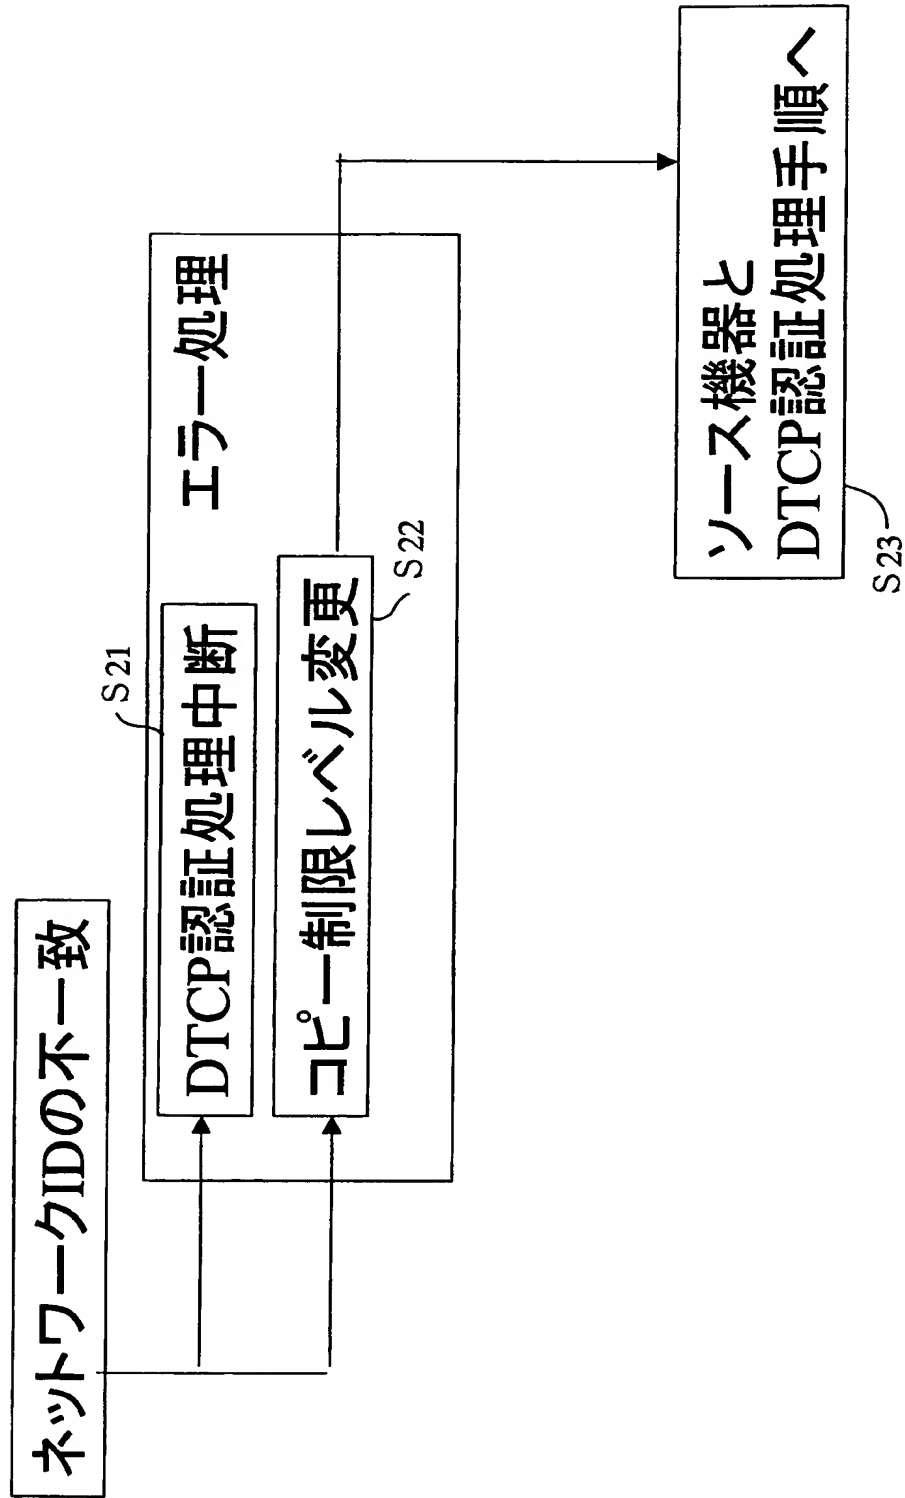 ネットワークIDの不一致
エラー処理
S21
DTCP認証処理中断
コピー制限レベル変更
S22
ソース機器と
DTCP認証処理手順へ
S23